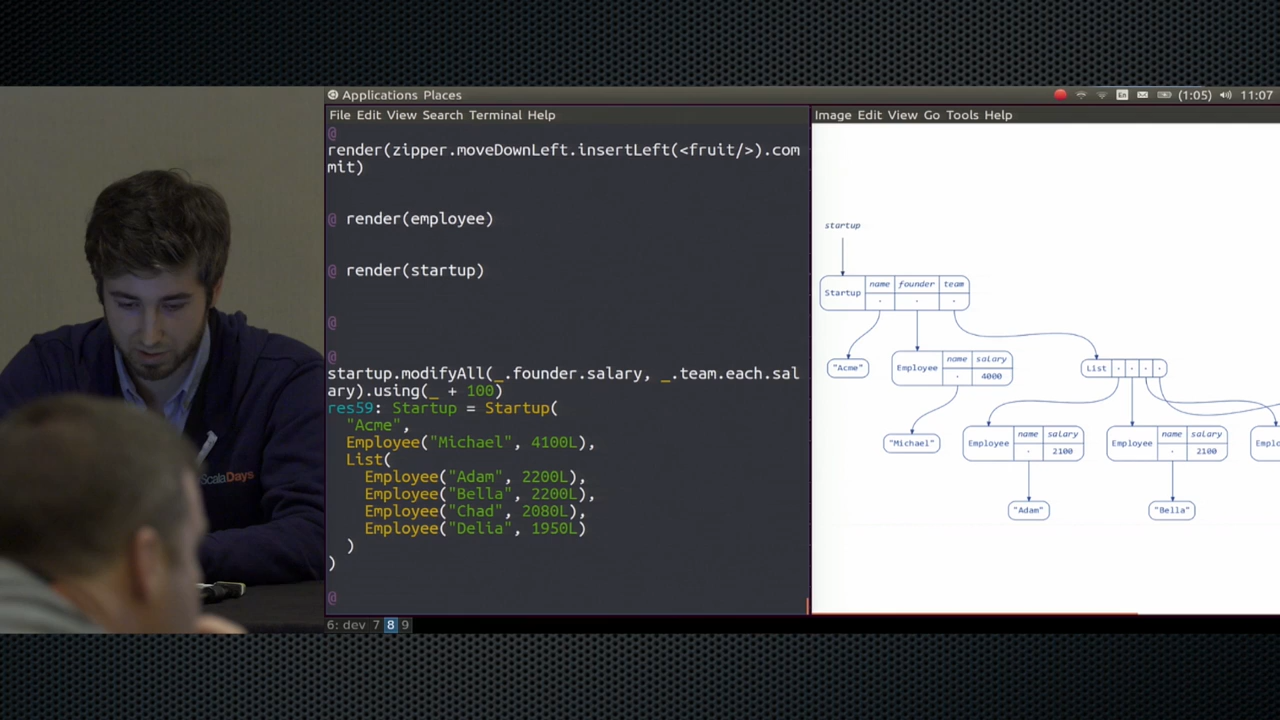 Applications Places
En
(1:05)
11:07
File Edit View Search Terminal Help
@
render(zipper.moveDownLeft.insertLeft(<fruit/>).com
mit)
@ render(employee)
@ render(startup)
@
@
startup.modifyAll(_.founder.salary, _.team.each.sal
ary).using(_ + 100)
res59: Startup = Startup(
"Acme",
Employee("Michael", 4100L),
List(
Employee("Adam", 2200L),
Employee("Bella", 2200L),
Employee("Chad", 2080L),
Employee("Delia", 1950L)
)
)
@
6: dev 7 8 9
Image Edit View Go Tools Help
startup
Startup name founder team
"Acme"
Employee name salary
4000
List
"Michael"
Employee name salary
2100
Employee name salary
2100
Emplo
"Adam"
"Bella"
ScalaDays